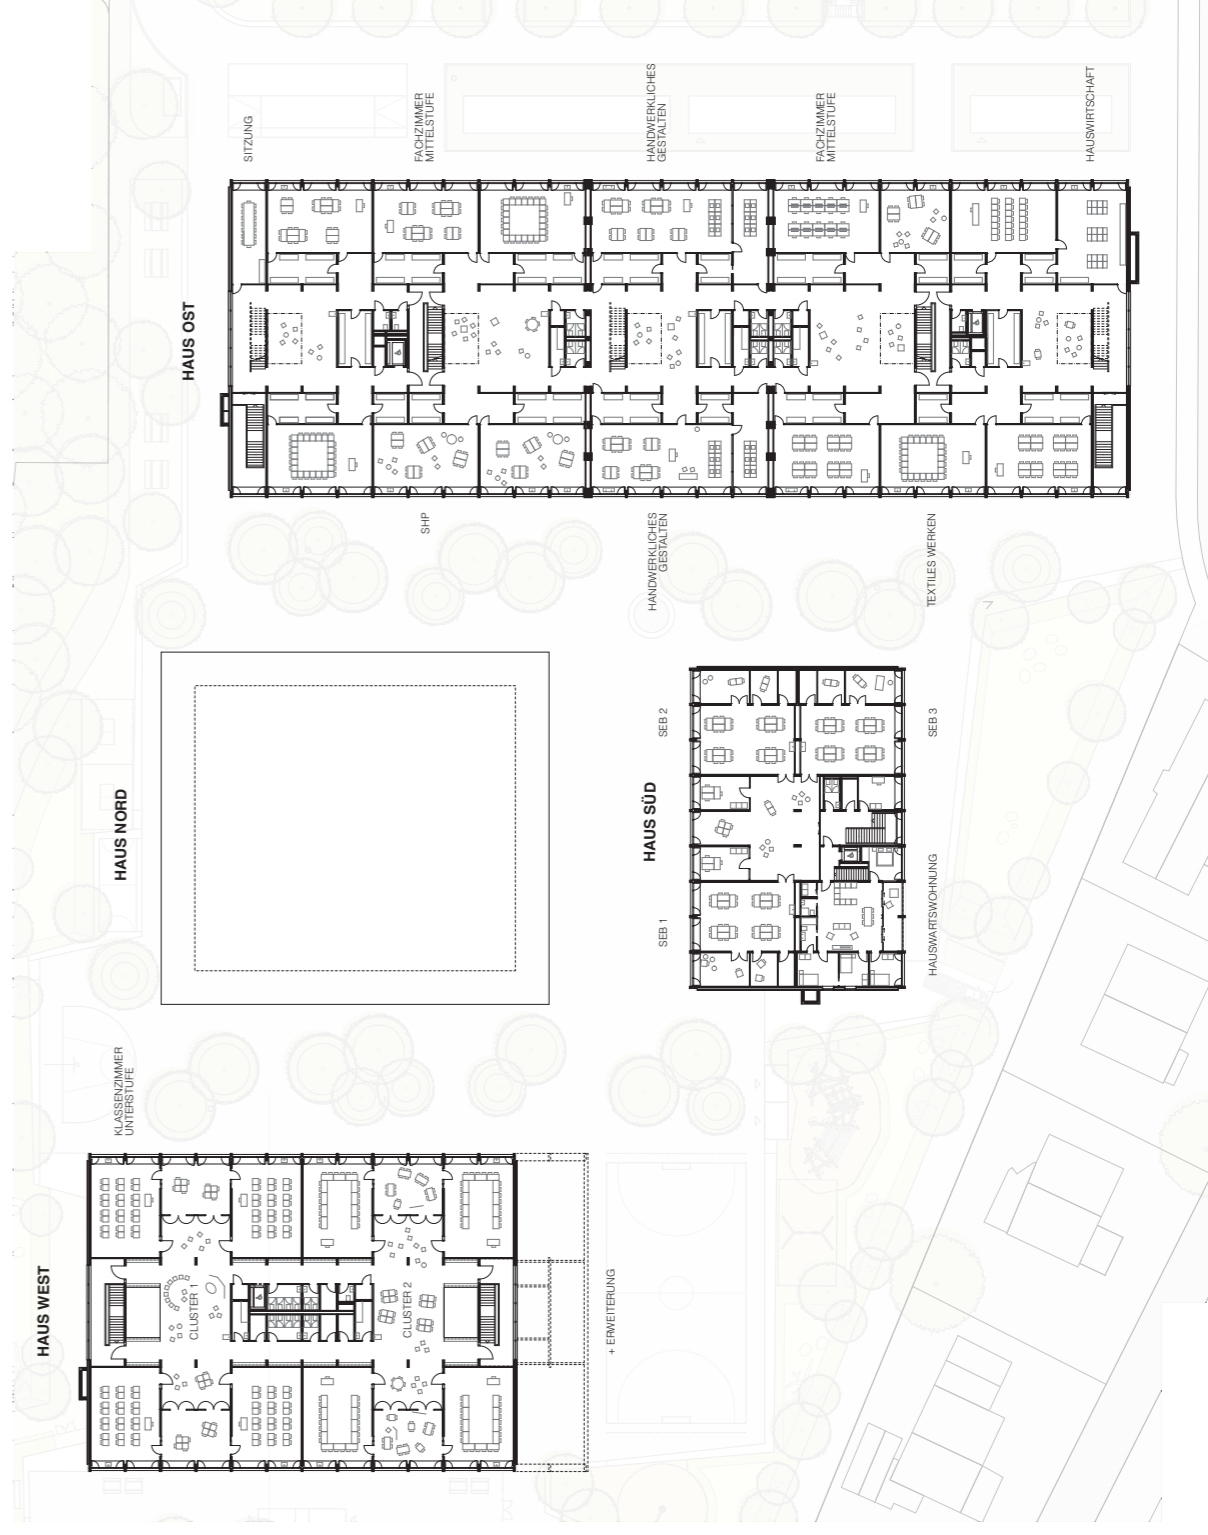 SITZUNG
FACHZIMMER
MITTELSTUFE
HANDWERKLICHES
GESTALTEN
FACHZIMMER
MITTELSTUFE
HAUSWIRTSCHAFT
HAUS OST
SHP
HANDWERKLICHES
GESTALTEN
TEXTILES WERKEN
HAUS NORD
HAUS SÜD
SEB 2
SEB 3
SEB 1
HAUSWARTSWOHNUNG
KLASSENZIMMER
UNTERSTUFE
HAUS WEST
CLUSTER 1
CLUSTER 2
+ ERWEITERUNG